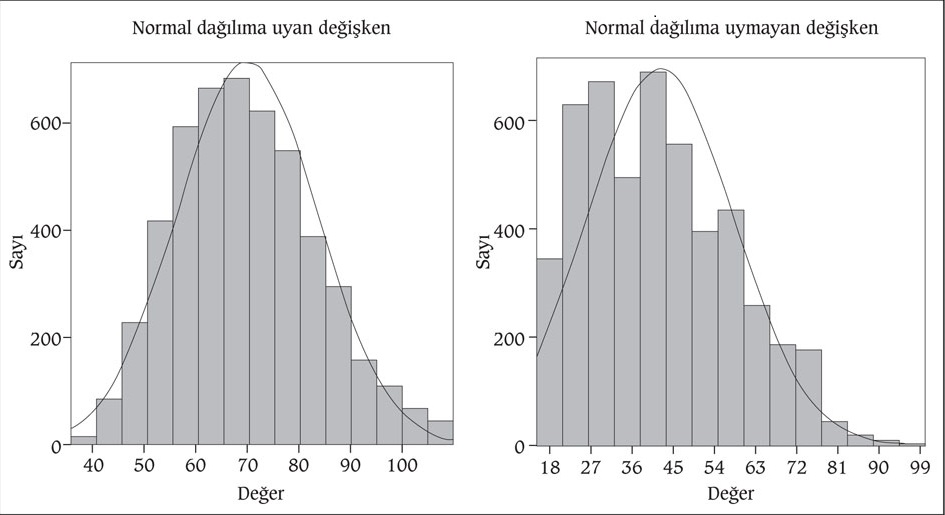 Normal dağılıma uyan değişken
Sayı
600
400
200
0
40 50 60 70 80 90 100
Değer
Normal dağılıma uymayan değişken
Sayı
600
400
200
0
18 27 36 45 54 63 72 81 90 99
Değer